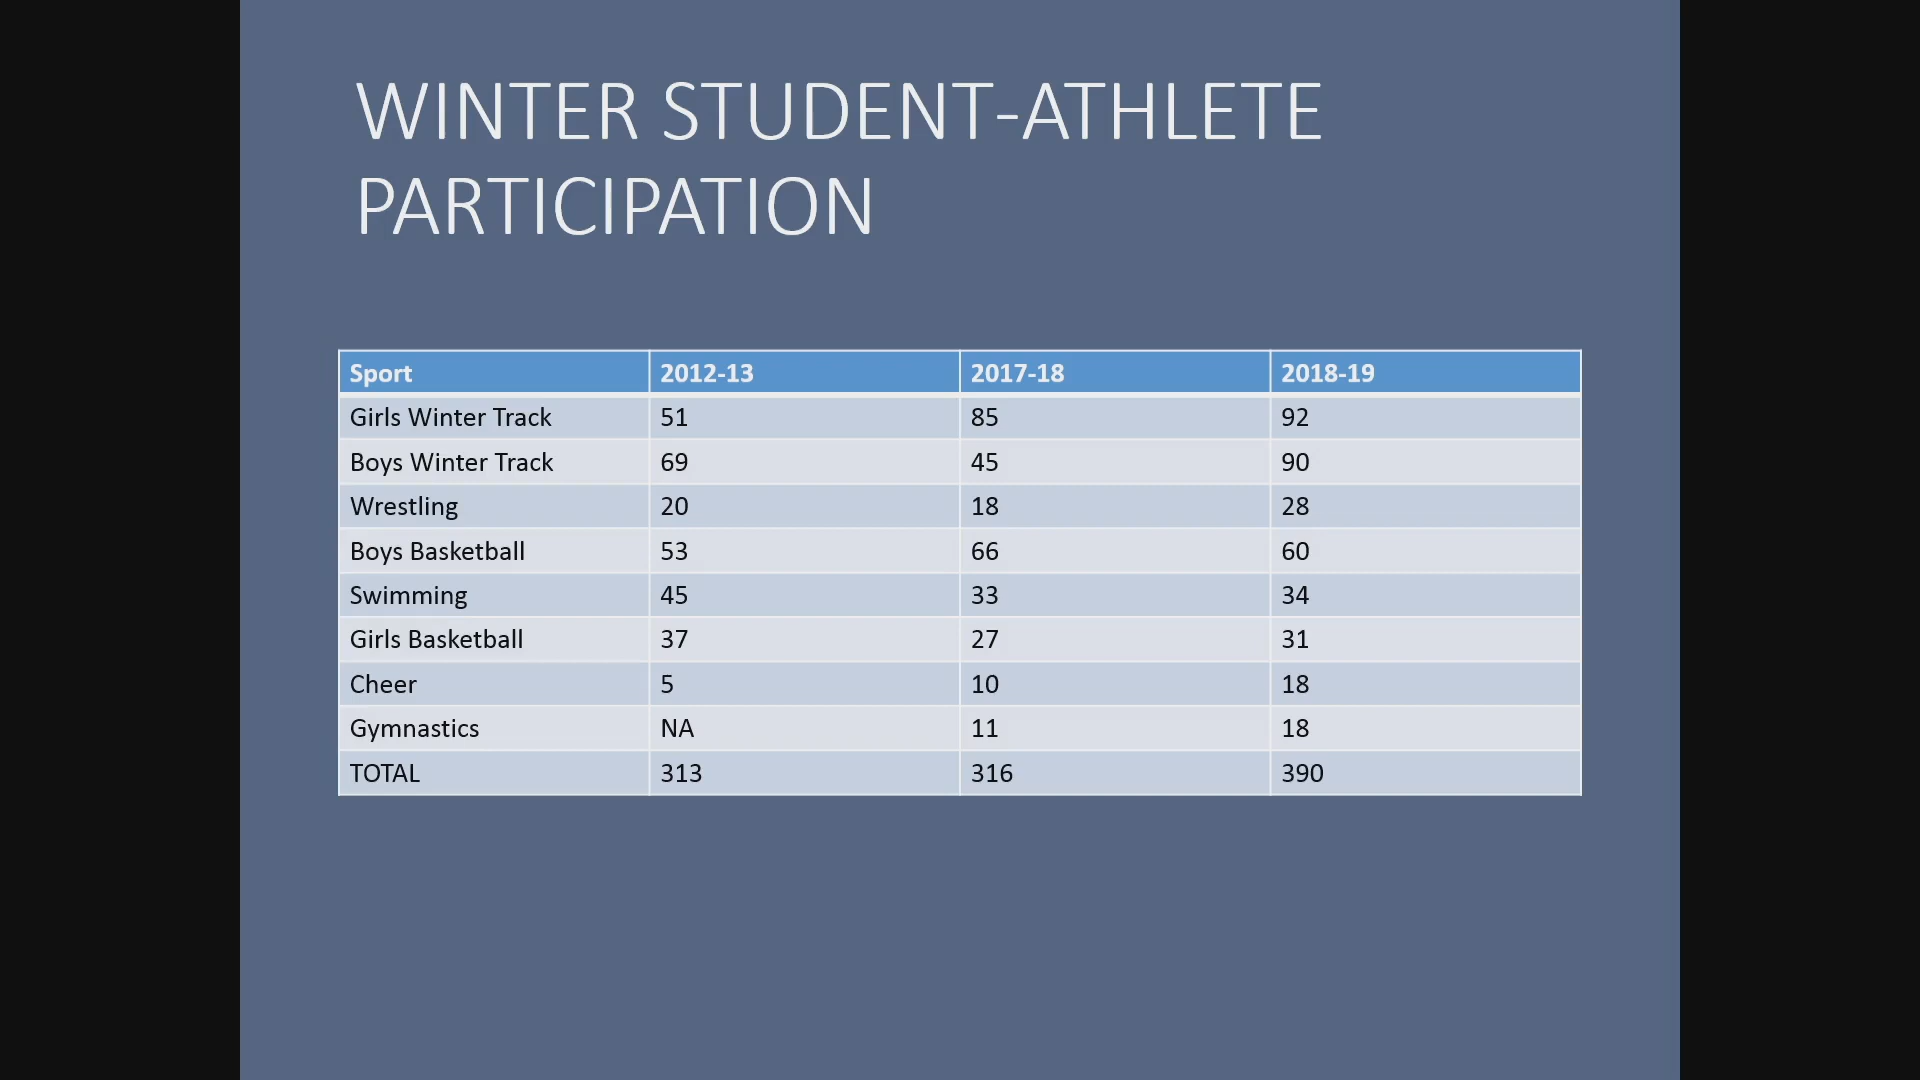 WINTER STUDENT-ATHLETE
PARTICIPATION
Sport 2012-13 2017-18 2018-19
Girls Winter Track 51 85 92
Boys Winter Track 69 45 90
Wrestling 20 18 28
Boys Basketball 53 66 60
Swimming 45 33 34
Girls Basketball 37 27 31
Cheer 5 10 18
Gymnastics NA 11 18
TOTAL 313 316 390